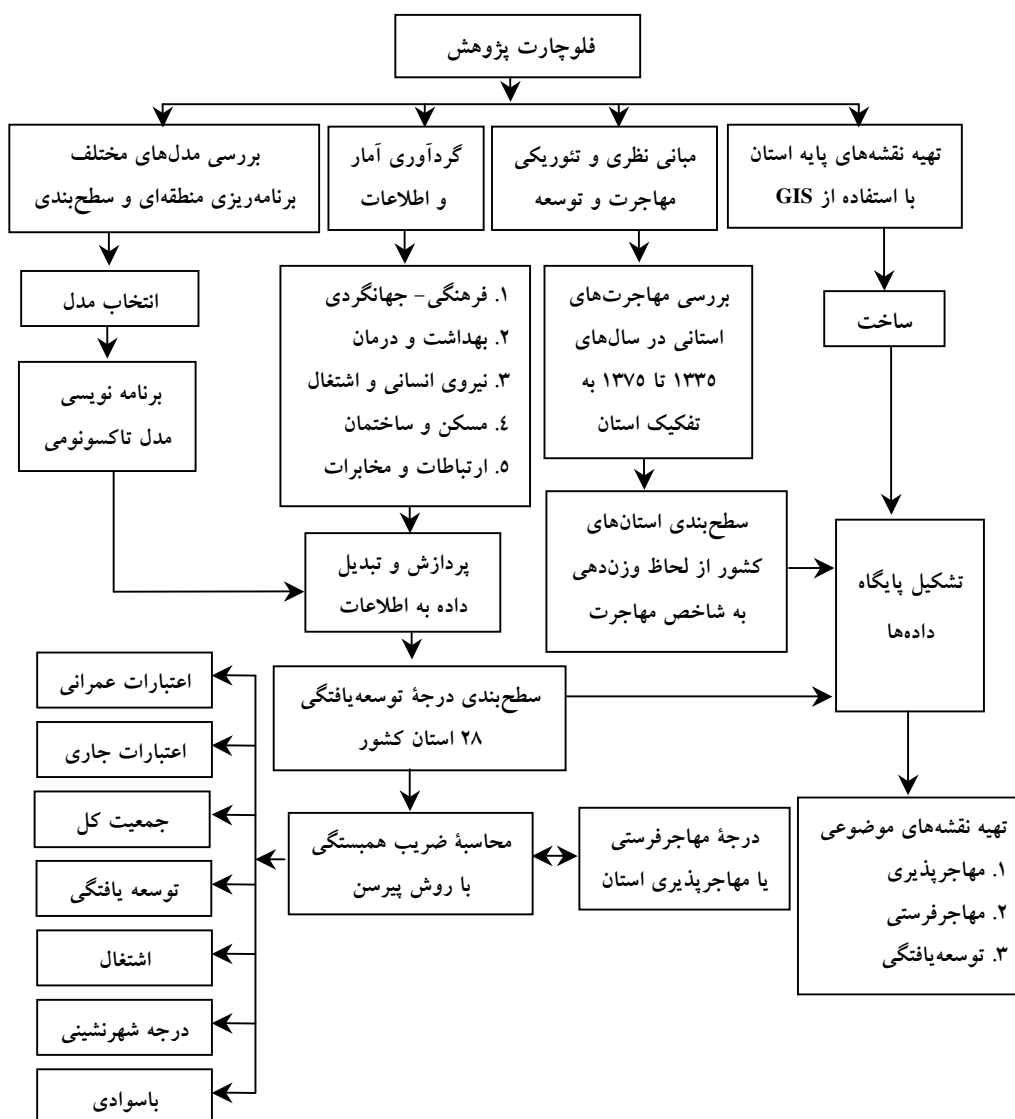 فلوچارت پژوهش
تهیه نقشه‌های پایه استان
با استفاده از GIS
مبانی نظری و تئوریکی
مهاجرت و توسعه
گردآوری آمار
و اطلاعات
بررسی مدل‌های مختلف
برنامه‌ریزی منطقه‌ای و سطح‌بندی
ساخت
بررسی مهاجرت‌های
استانی در سال‌های
۱۳۳۵ تا ۱۳۷۵ به
تفکیک استان
۱. فرهنگی- جهانگردی
۲. بهداشت و درمان
۳. نیروی انسانی و اشتغال
۴. مسکن و ساختمان
۵. ارتباطات و مخابرات
انتخاب مدل
برنامه نویسی
مدل تاکسونومی
تشکیل پایگاه
داده‌ها
سطح‌بندی استان‌های
کشور از لحاظ وزن‌دهی
به شاخص مهاجرت
پردازش و تبدیل
داده به اطلاعات
سطح‌بندی درجهٔ توسعه‌یافتگی
۲۸ استان کشور
تهیه نقشه‌های موضوعی
۱. مهاجرپذیری
۲. مهاجرفرستی
۳. توسعه‌یافتگی
درجهٔ مهاجرفرستی
یا مهاجرپذیری استان
محاسبهٔ ضریب همبستگی
با روش پیرسن
اعتبارات عمرانی
اعتبارات جاری
جمعیت کل
توسعه یافتگی
اشتغال
درجه شهرنشینی
باسوادی